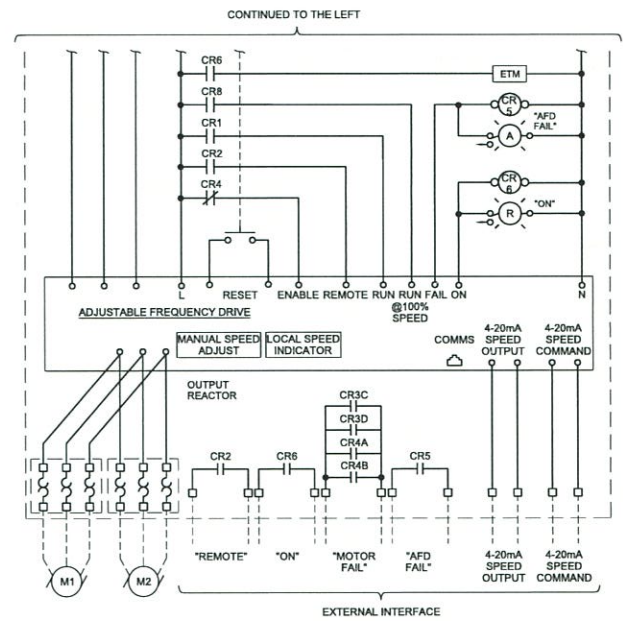 CONTINUED TO THE LEFT
CR6
ETM
CR8
CR
5
"AFD
FAIL"
CR1
A
CR2
CR4
CR
6
"ON"
R
L
RESET
ENABLE
REMOTE
RUN
RUN
@100%
SPEED
FAIL
ON
N
ADJUSTABLE FREQUENCY DRIVE
MANUAL SPEED
ADJUST
LOCAL SPEED
INDICATOR
COMMS
4-20mA
SPEED
OUTPUT
4-20mA
SPEED
COMMAND
OUTPUT
REACTOR
CR3C
CR3D
CR4A
CR4B
CR2
CR6
CR5
"REMOTE"
"ON"
"MOTOR
FAIL"
"AFD
FAIL"
4-20mA
SPEED
OUTPUT
4-20mA
SPEED
COMMAND
M1
M2
EXTERNAL INTERFACE